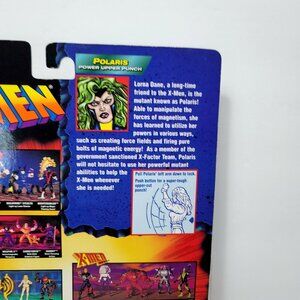 POLARIS
POWER UPPER PUNCH
Lorna Dane, a long-time
friend to the X-Men, is the
mutant known as Polaris!
Able to manipulate the
forces of magnetism, she
has learned to utilize her
powers in various ways,
such as creating force fields and firing pure
bolts of magnetic energy! As a member of the
government sanctioned X-Factor Team, Polaris
will not hesitate to use her powerful mutant
abilities to help the
X-Men whenever
she is needed!
Pull Polaris' left arm down to lock.
Push button for a super-tough
upper-cut
punch!
MEN
X-MEN